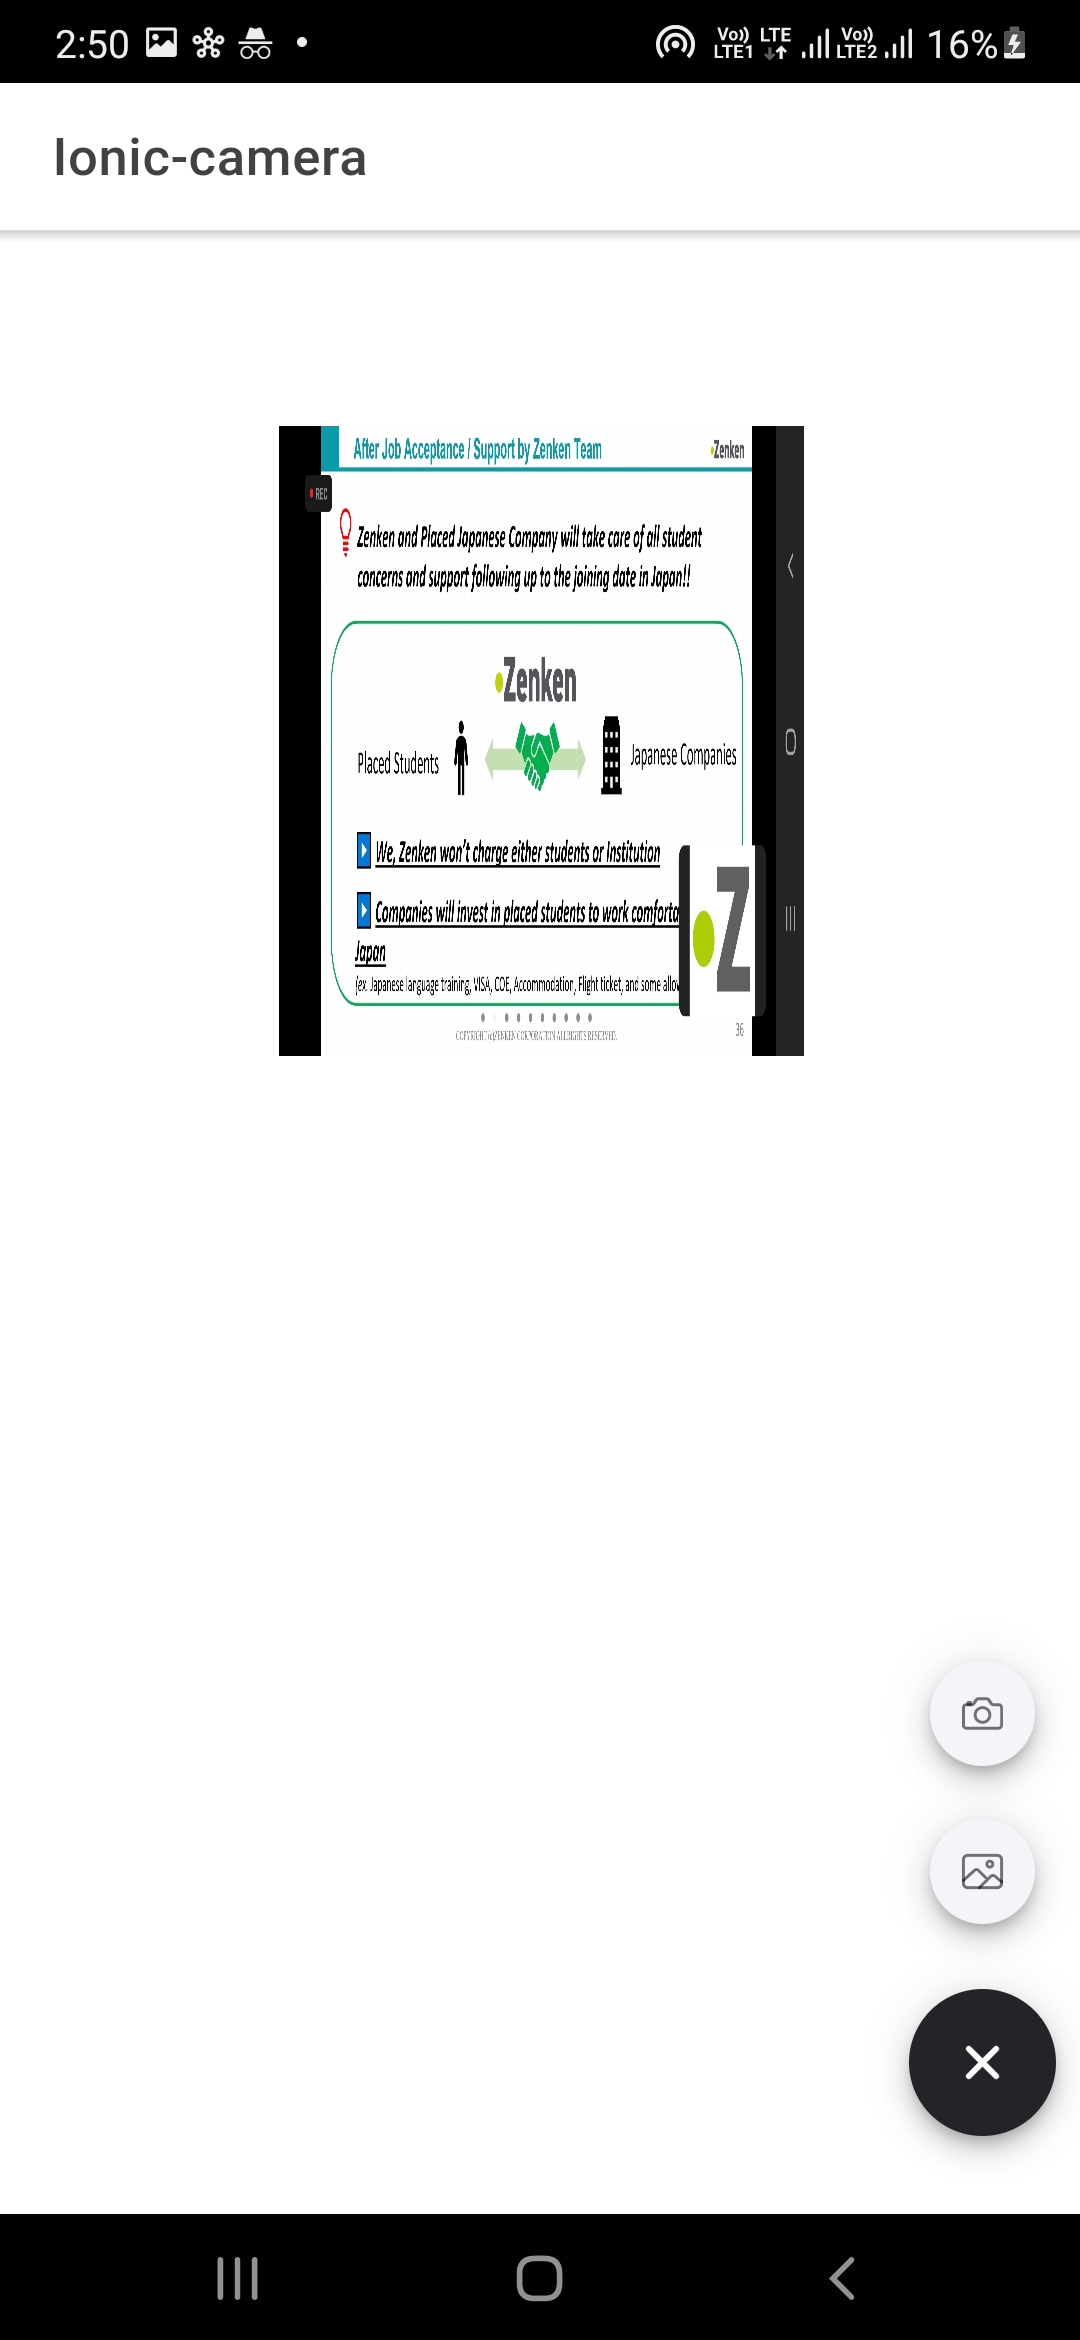 2:50
Vo)) LTE
LTE1
Vo))
LTE2
16%
Ionic-camera
After Job Acceptance / Support by Zenken Team
Zenken
REC
Zenken and Placed Japanese Company will take care of all student
concerns and support following up to the joining date in Japan!!
Zenken
Placed Students
Japanese Companies
We, Zenken won't charge either students or Institution
Companies will invest in placed students to work comforta
Japan
(ex. Japanese language training, VISA, COE, Accommodation, Flight ticket, and some allow
Z
COPYRIGHT (c)ZENKEN CORPORATION ALL RIGHTS RESERVED.
36